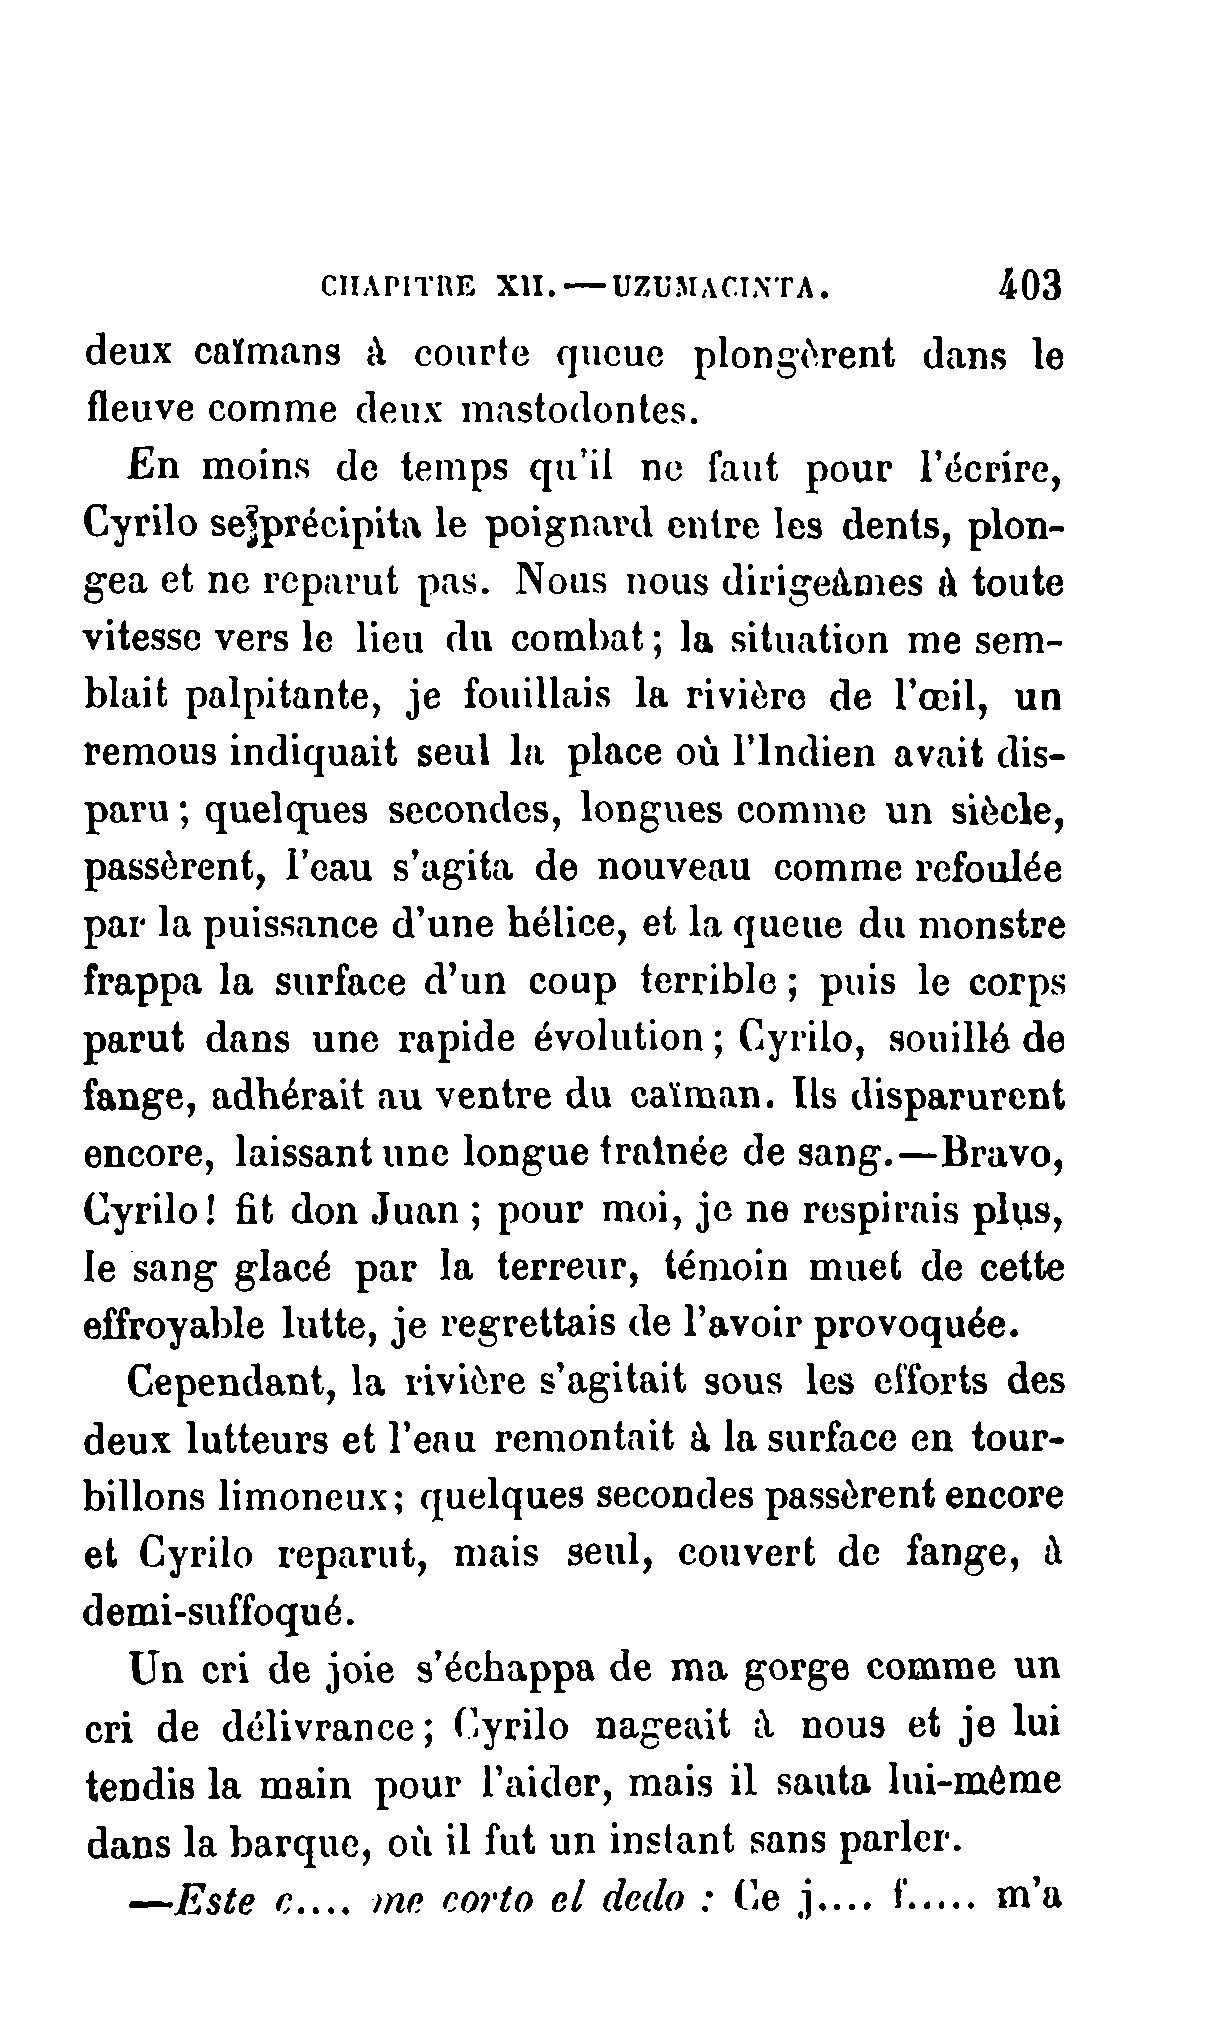 CHAPITRE XII.—UZUMACINTA. 403
deux caïmans à courte queue plongèrent dans le
fleuve comme deux mastodontes.
En moins de temps qu'il ne faut pour l'écrire,
Cyrilo se précipita le poignard entre les dents, plon-
gea et ne reparut pas. Nous nous dirigeâmes à toute
vitesse vers le lieu du combat; la situation me sem-
blait palpitante, je fouillais la rivière de l'œil, un
remous indiquait seul la place où l'Indien avait dis-
paru; quelques secondes, longues comme un siècle,
passèrent, l'eau s'agita de nouveau comme refoulée
par la puissance d'une hélice, et la queue du monstre
frappa la surface d'un coup terrible; puis le corps
parut dans une rapide évolution; Cyrilo, souillé de
fange, adhérait au ventre du caïman. Ils disparurent
encore, laissant une longue traînée de sang.—Bravo,
Cyrilo! fit don Juan; pour moi, je ne respirais plus,
le sang glacé par la terreur, témoin muet de cette
effroyable lutte, je regrettais de l'avoir provoquée.
Cependant, la rivière s'agitait sous les efforts des
deux lutteurs et l'eau remontait à la surface en tour-
billons limoneux; quelques secondes passèrent encore
et Cyrilo reparut, mais seul, couvert de fange, à
demi-suffoqué.
Un cri de joie s'échappa de ma gorge comme un
cri de délivrance; Cyrilo nageait à nous et je lui
tendis la main pour l'aider, mais il sauta lui-même
dans la barque, où il fut un instant sans parler.
—Este c.... me corto el dedo : Ce j.... f..... m'a